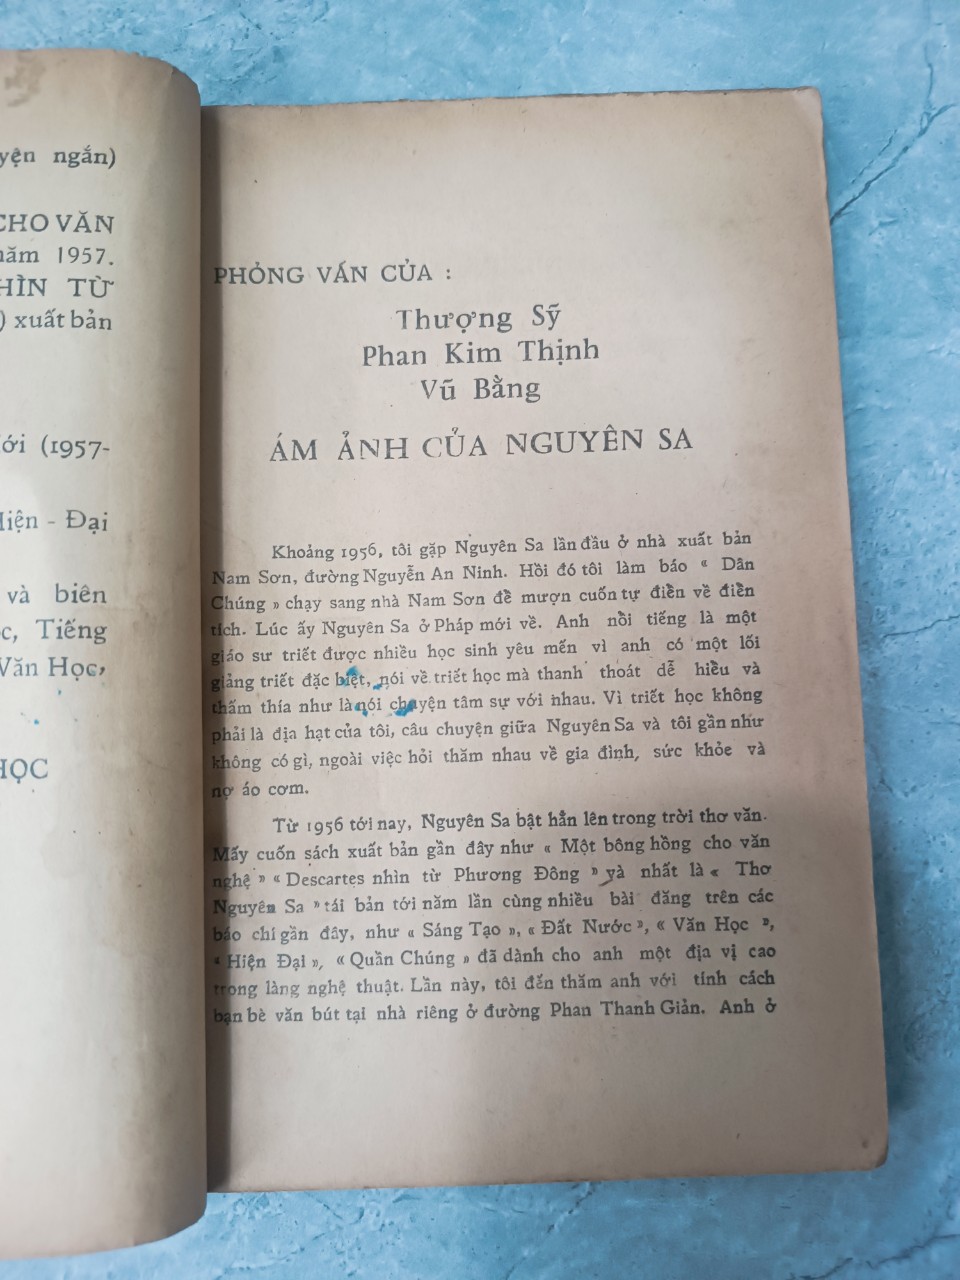 ngắn)
CHO VĂN
năm 1957.
TỪ
xuất bản
(1957-
- Đại
và biên
Tiếng
Văn Học,
PHỎNG VẤN CỦA :
Thượng Sỹ
Phan Kim Thịnh
Vũ Bằng
ÁM ẢNH CỦA NGUYÊN SA
Khoảng 1956, tôi gặp Nguyên Sa lần đầu ở nhà xuất bản
Nam Sơn, đường Nguyễn An Ninh. Hồi đó tôi làm báo « Dân
Chúng » chạy sang nhà Nam Sơn để mượn cuốn tự điển về điển
tích. Lúc ấy Nguyên Sa ở Pháp mới về. Anh nổi tiếng là một
giáo sư triết được nhiều học sinh yêu mến vì anh có một lối
giảng triết đặc biệt, nói về triết học mà thanh thoát dễ hiểu và
thấm thía như là nói chuyện tâm sự với nhau. Vì triết học không
phải là địa hạt của tôi, câu chuyện giữa Nguyên Sa và tôi gần như
không có gì, ngoài việc hỏi thăm nhau về gia đình, sức khỏe và
nợ áo cơm.
Từ 1956 tới nay, Nguyên Sa bật hẳn lên trong trời thơ văn.
Mấy cuốn sách xuất bản gần đây như « Một bông hồng cho văn
nghệ » « Descartes nhìn từ Phương Đông » và nhất là « Thơ
Nguyên Sa » tái bản tới năm lần cùng nhiều bài đăng trên các
báo chí gần đây, như « Sáng Tạo », « Đất Nước », « Văn Học »,
« Hiện Đại », « Quần Chúng » đã dành cho anh một địa vị cao
trong làng nghệ thuật. Lần này, tôi đến thăm anh với tính cách
bạn bè văn bút tại nhà riêng ở đường Phan Thanh Giản. Anh ở